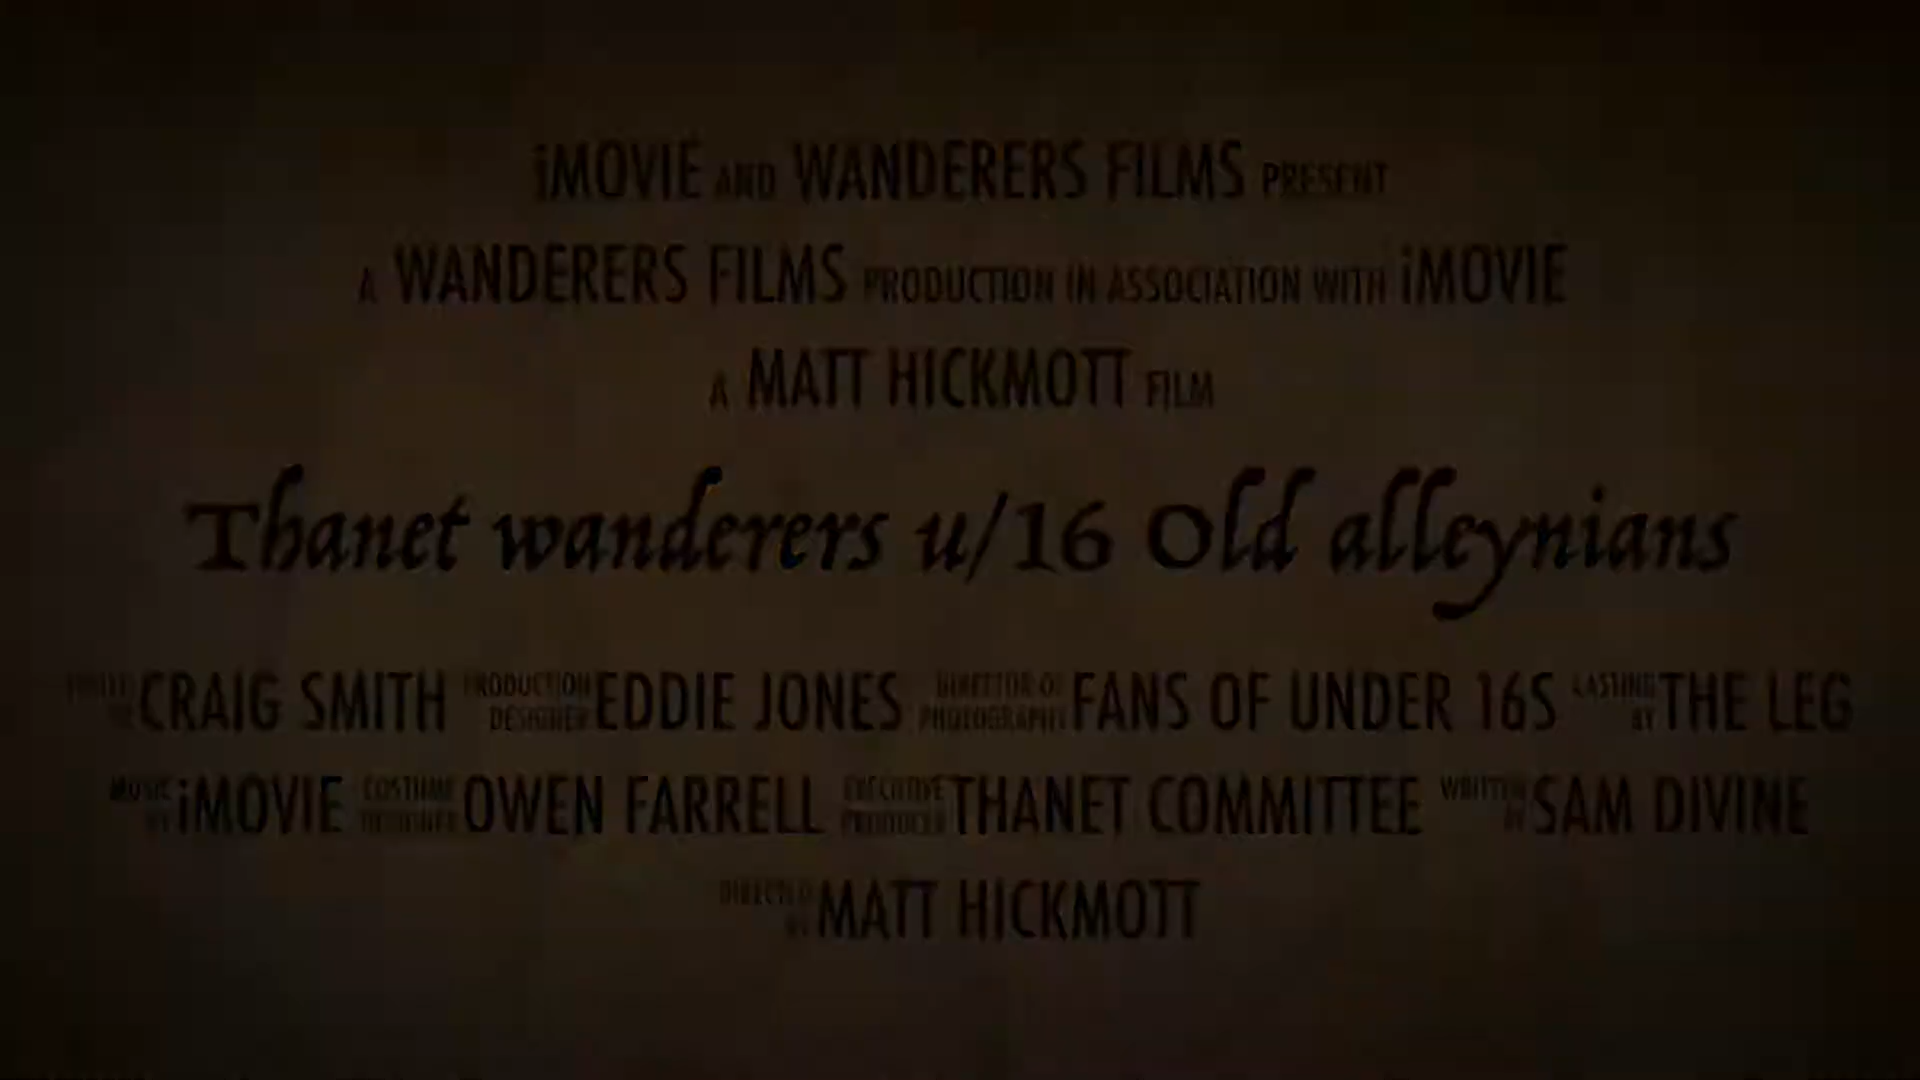 iMOVIE AND WANDERERS FILMS PRESENT
A WANDERERS FILMS PRODUCTION IN ASSOCIATION WITH iMOVIE
A MATT HICKMOTT FILM
Thanet wanderers u/16 Old alleynians
CRAIG SMITH PRODUCTION DESIGNER EDDIE JONES DIRECTOR OF PHOTOGRAPHY FANS OF UNDER 16S CASTING BY THE LEG
MUSIC BY iMOVIE COSTUME DESIGNER OWEN FARRELL EXECUTIVE PRODUCER THANET COMMITTEE WRITTEN BY SAM DIVINE
DIRECTED BY MATT HICKMOTT